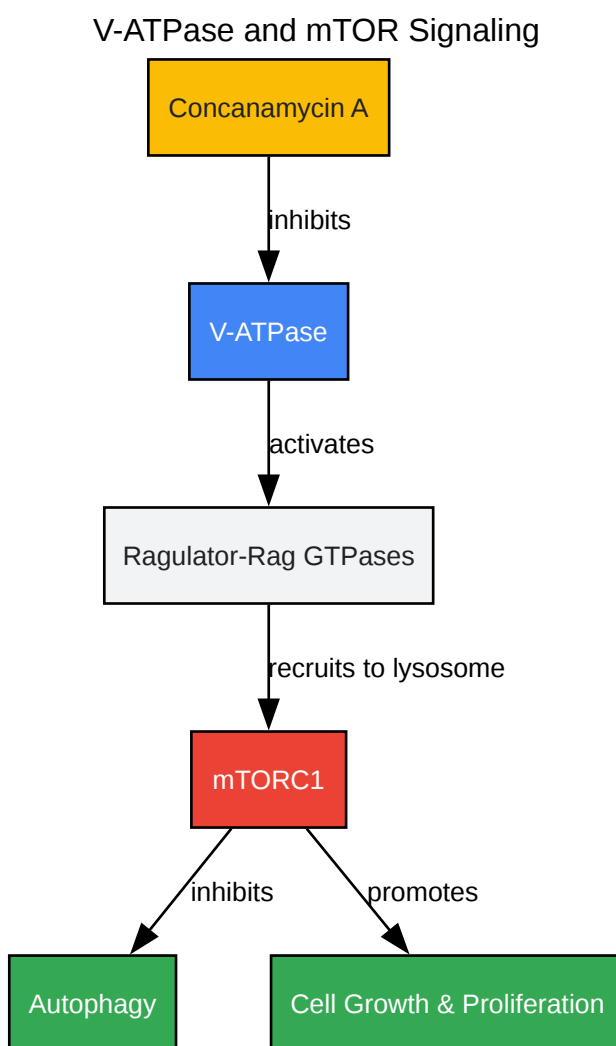 V-ATPase and mTOR Signaling
Concanamycin A
inhibits
V-ATPase
activates
Ragulator-Rag GTPases
recruits to lysosome
mTORC1
inhibits
promotes
Autophagy
Cell Growth & Proliferation